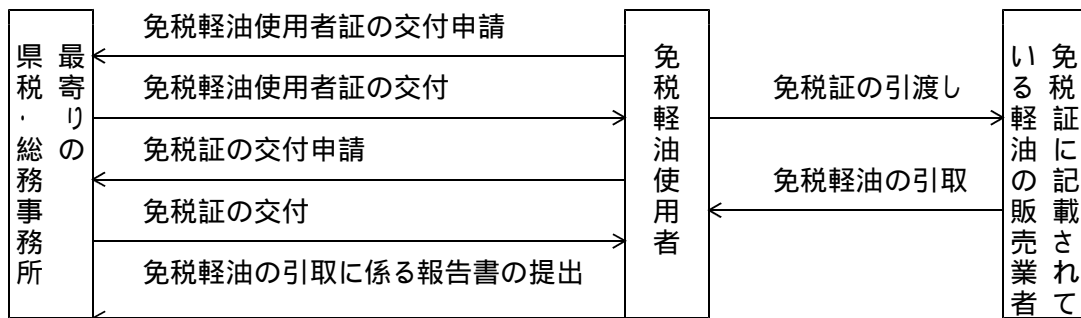 最寄りの
県税・総務事務所
免税軽油使用者証の交付申請
免税軽油使用者証の交付
免税証の交付申請
免税証の交付
免税軽油の引取に係る報告書の提出
免税軽油使用者
免税証の引渡し
免税軽油の引取
免税証に記載されて
いる軽油の販売業者